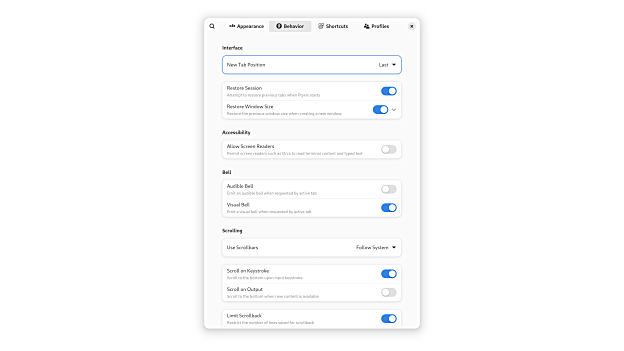 Appearance
Behavior
Shortcuts
Profiles
Interface
New Tab Position
Last
Restore Session
Attempt to restore previous tabs when Ptyxis starts
Restore Window Size
Restore the previous window size when creating a new window
Accessibility
Allow Screen Readers
Permit screen readers such as Orca to read terminal content and typed text
Bell
Audible Bell
Emit an audible bell when requested by active tab
Visual Bell
Emit a visual bell when requested by active tab
Scrolling
Use Scrollbars
Follow System
Scroll on Keystroke
Scroll to the bottom upon input keystroke
Scroll on Output
Scroll to the bottom when new content is available
Limit Scrollback
Restrict the number of lines saved for scrollback